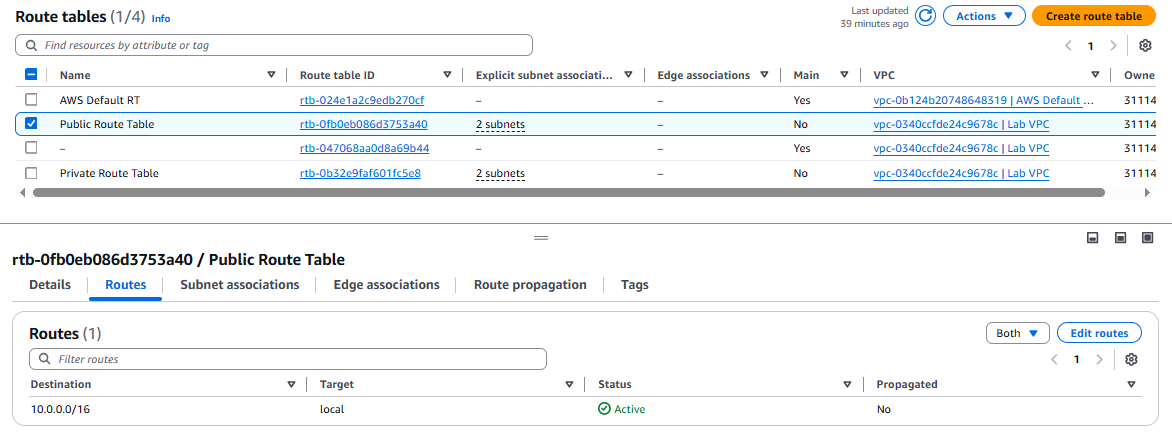 Route tables (1/4) Info
Last updated
39 minutes ago
Actions
Create route table
Find resources by attribute or tag
1
Name Route table ID Explicit subnet associati... Edge associations Main VPC Owne
AWS Default RT rtb-024e1a2c9edb270cf – – Yes vpc-0b124b20748648319 | AWS Default ... 31114
Public Route Table rtb-0fb0eb086d3753a40 2 subnets – No vpc-0340ccfde24c9678c | Lab VPC 31114
– rtb-047068aa0d8a69b44 – – Yes vpc-0340ccfde24c9678c | Lab VPC 31114
Private Route Table rtb-0b32e9faf601fc5e8 2 subnets – No vpc-0340ccfde24c9678c | Lab VPC 31114
rtb-0fb0eb086d3753a40 / Public Route Table
Details Routes Subnet associations Edge associations Route propagation Tags
Routes (1)
Both
Edit routes
Filter routes
1
Destination Target Status Propagated
10.0.0.0/16 local Active No